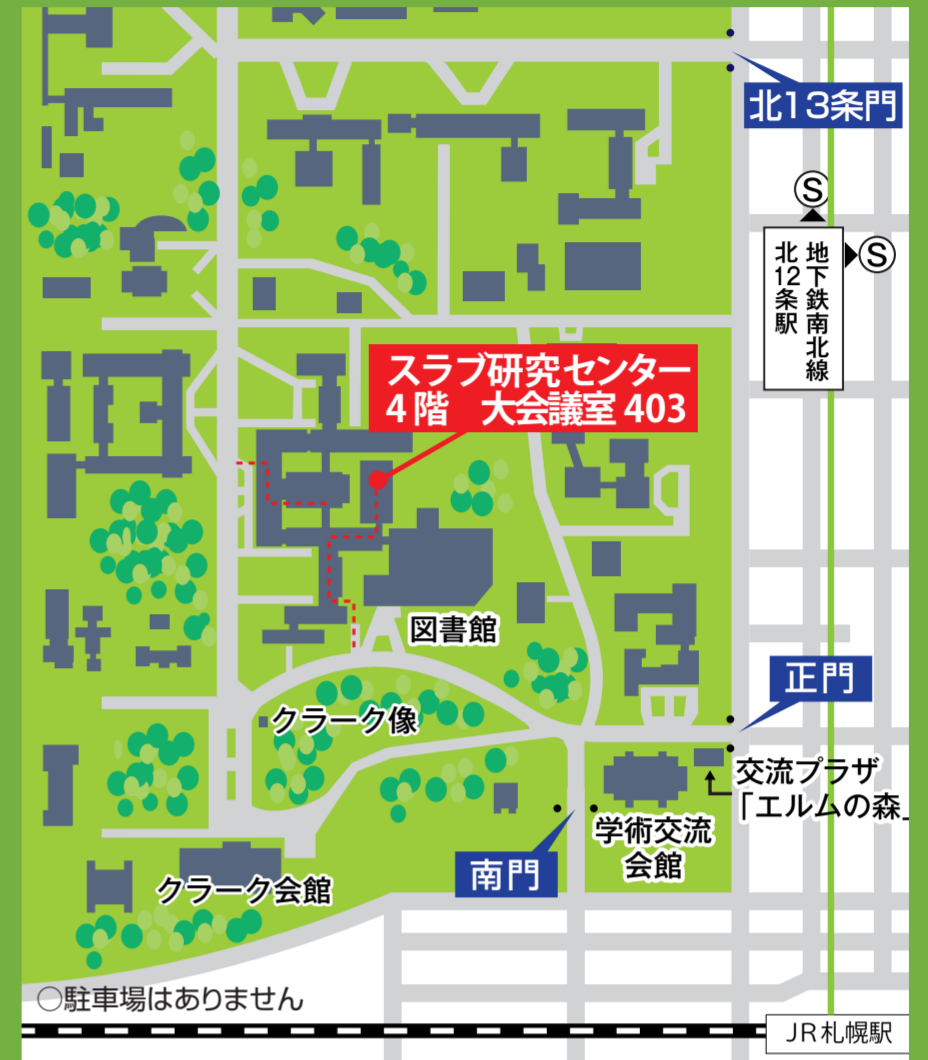 北13条門
Ⓢ
Ⓢ
地下鉄南北線
北12条駅
スラブ研究センター
4階 大会議室 403
図書館
クラーク像
正門
交流プラザ
「エルムの森」
学術交流
会館
南門
クラーク会館
○駐車場はありません
JR札幌駅